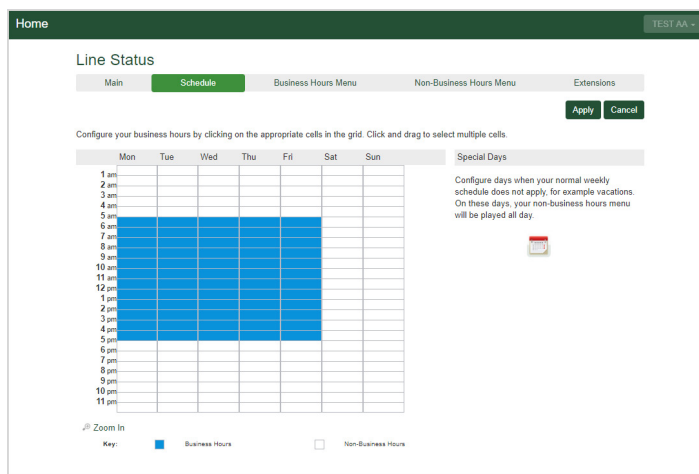 Home
TEST AA
Line Status
Main Schedule Business Hours Menu Non-Business Hours Menu Extensions
Apply Cancel
Configure your business hours by clicking on the appropriate cells in the grid. Click and drag to select multiple cells.
Mon Tue Wed Thu Fri Sat Sun
1 am
2 am
3 am
4 am
5 am
6 am
7 am
8 am
9 am
10 am
11 am
12 pm
1 pm
2 pm
3 pm
4 pm
5 pm
6 pm
7 pm
8 pm
9 pm
10 pm
11 pm
Special Days
Configure days when your normal weekly
schedule does not apply, for example vacations.
On these days, your non-business hours menu
will be played all day.
Zoom In
Key: Business Hours Non-Business Hours